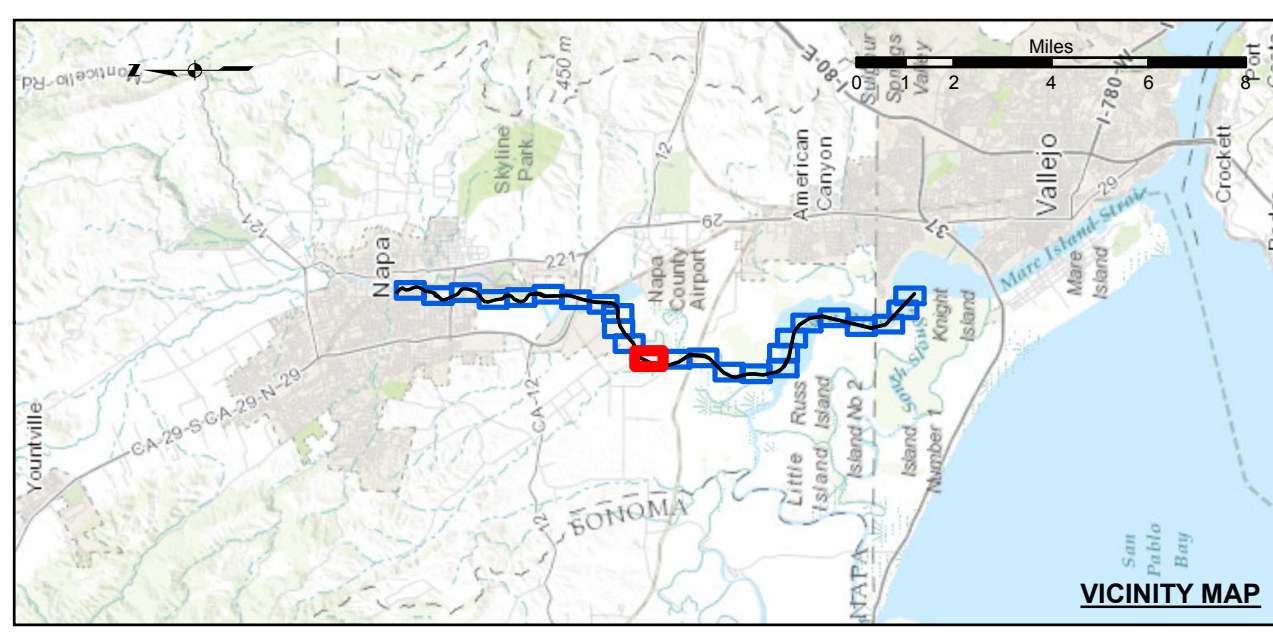 Miles
0 1 2 4 6 8
Monticello-Rd
Z
450 m
I-80-E
Sulphur
Springs
Valley
I-780-W
Port
Skyline
Park
12
American
Canyon
Vallejo
29
Crockett
121
Napa
221
29
37
Mare Island Strait
Mare
Island
Napa
County
Airport
Knight
Island
South Slough
CA-29-S
CA-29-N-29
CA-12
Yountville
Little
Island
Russ
Island
Island No 2
Island
Number 1
12
SONOMA
NAPA
San
Pablo
Bay
VICINITY MAP